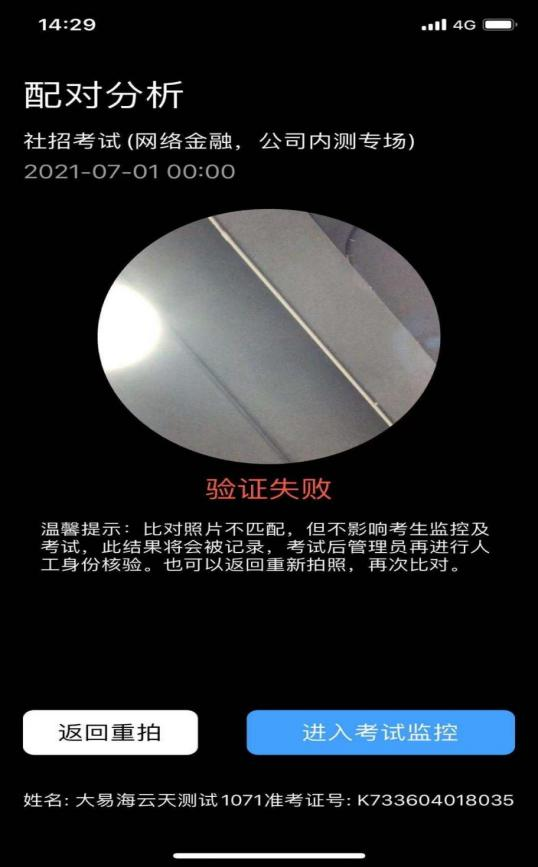 14:29
4G
配对分析
社招考试(网络金融，公司内测专场)
2021-07-01 00:00
验证失败
温馨提示：比对照片不匹配，但不影响考生监控及
考试，此结果将会被记录，考试后管理员再进行人
工身份核验。也可以返回重新拍照，再次比对。
返回重拍
进入考试监控
姓名: 大易海云天测试1071准考证号: K733604018035